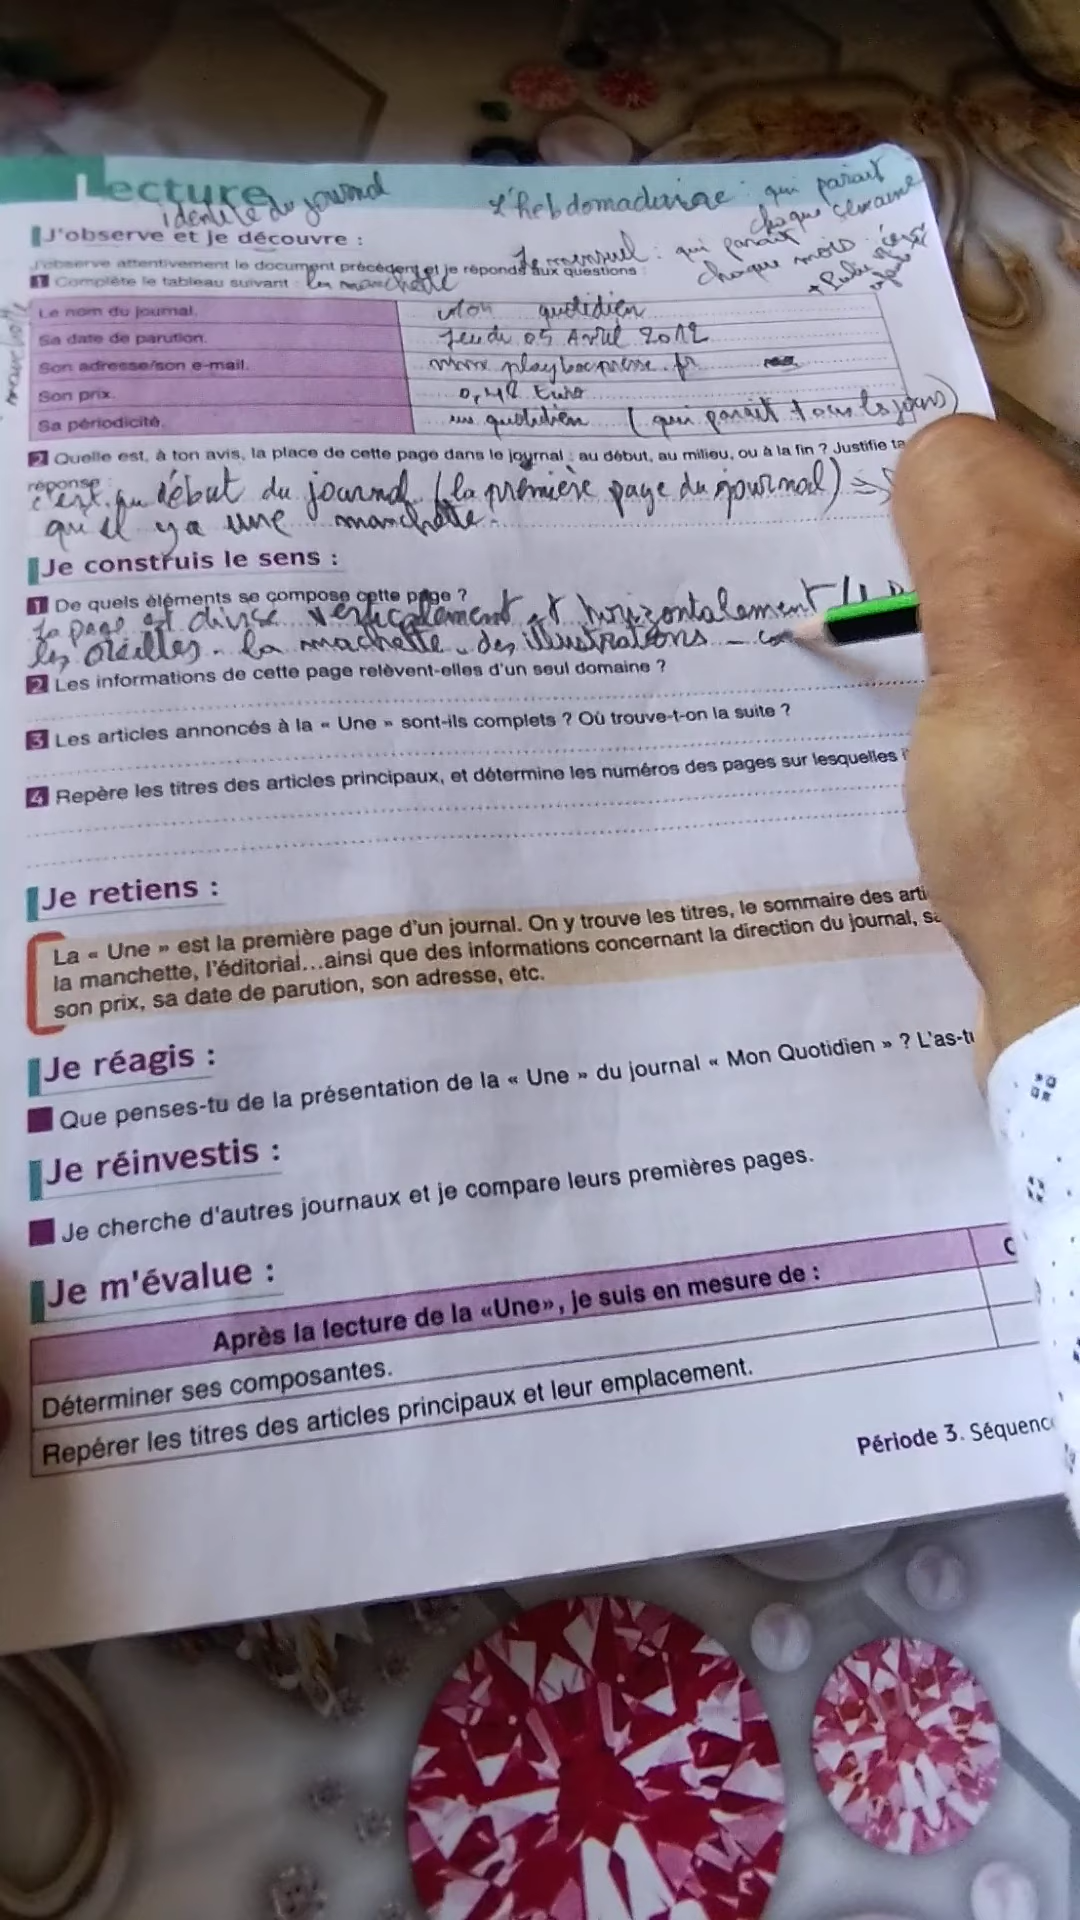 Lecture
identité du journal
L'hebdomadaire : qui parait
chaque semaine
J'observe et je découvre :
Le mensuel : qui parait
chaque mois
J'observe attentivement le document précédent et je réponds aux questions :
1 Complète le tableau suivant : la manchette
Le nom du journal. Mon quotidien
Sa date de parution. Jeudi 05 Avril 2012
Son adresse/son e-mail. www playbacpresse. fr
Son prix. 0,48 Euro
Sa périodicité. un quotidien (qui parait tous les jours)
2 Quelle est, à ton avis, la place de cette page dans le journal : au début, au milieu, ou à la fin ? Justifie ta
réponse :
c'est au début du journal (la première page du journal) =>
qu'il y a une manchette.
Je construis le sens :
1 De quels éléments se compose cette page ?
La page est divisé verticalement et horizontalement
les oreilles - la machette - des illustrations -
2 Les informations de cette page relèvent-elles d'un seul domaine ?
3 Les articles annoncés à la « Une » sont-ils complets ? Où trouve-t-on la suite ?
4 Repère les titres des articles principaux, et détermine les numéros des pages sur lesquelles
Je retiens :
La « Une » est la première page d'un journal. On y trouve les titres, le sommaire des
la manchette, l'éditorial...ainsi que des informations concernant la direction du journal,
son prix, sa date de parution, son adresse, etc.
Je réagis :
Que penses-tu de la présentation de la « Une » du journal « Mon Quotidien » ?
Je réinvestis :
Je cherche d'autres journaux et je compare leurs premières pages.
Je m'évalue :
Après la lecture de la «Une», je suis en mesure de :
Déterminer ses composantes.
Repérer les titres des articles principaux et leur emplacement.
Période 3.